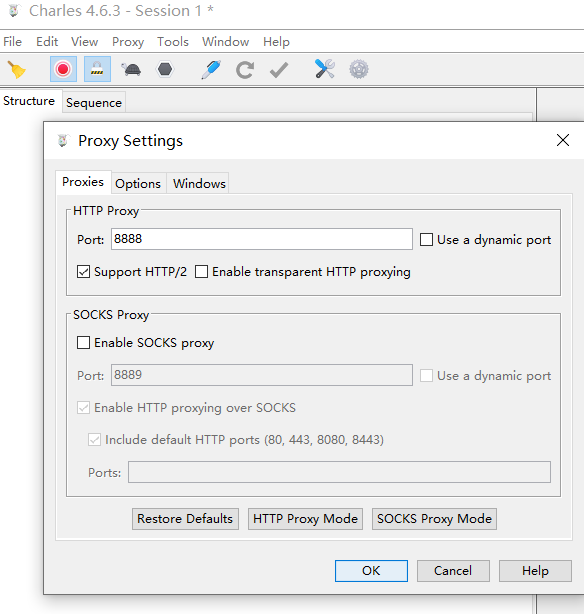 Charles 4.6.3 - Session 1 *
File Edit View Proxy Tools Window Help
Structure Sequence
Proxy Settings
Proxies Options Windows
HTTP Proxy
Port: 8888 Use a dynamic port
Support HTTP/2 Enable transparent HTTP proxying
SOCKS Proxy
Enable SOCKS proxy
Port: 8889 Use a dynamic port
Enable HTTP proxying over SOCKS
Include default HTTP ports (80, 443, 8080, 8443)
Ports:
Restore Defaults HTTP Proxy Mode SOCKS Proxy Mode
OK Cancel Help